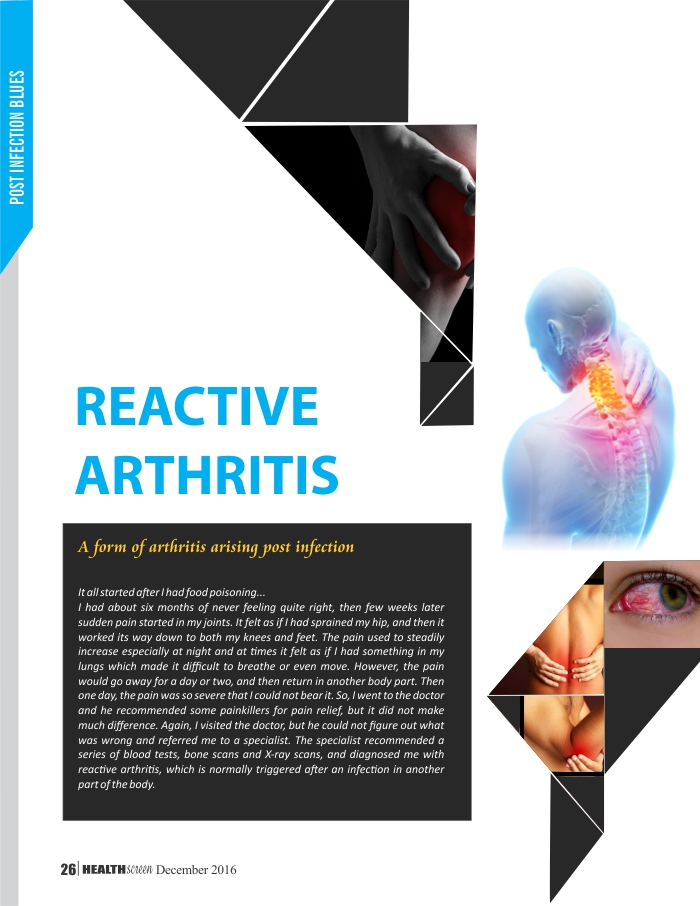 POST INFECTION BLUES
REACTIVE
ARTHRITIS
A form of arthritis arising post infection
It all started after I had food poisoning...
I had about six months of never feeling quite right, then few weeks later
sudden pain started in my joints. It felt as if I had sprained my hip, and then it
worked its way down to both my knees and feet. The pain used to steadily
increase especially at night and at times it felt as if I had something in my
lungs which made it difficult to breathe or even move. However, the pain
would go away for a day or two, and then return in another body part. Then
one day, the pain was so severe that I could not bear it. So, I went to the doctor
and he recommended some painkillers for pain relief, but it did not make
much difference. Again, I visited the doctor, but he could not figure out what
was wrong and referred me to a specialist. The specialist recommended a
series of blood tests, bone scans and X-ray scans, and diagnosed me with
reactive arthritis, which is normally triggered after an infection in another
part of the body.
26 HEALTHscreen December 2016